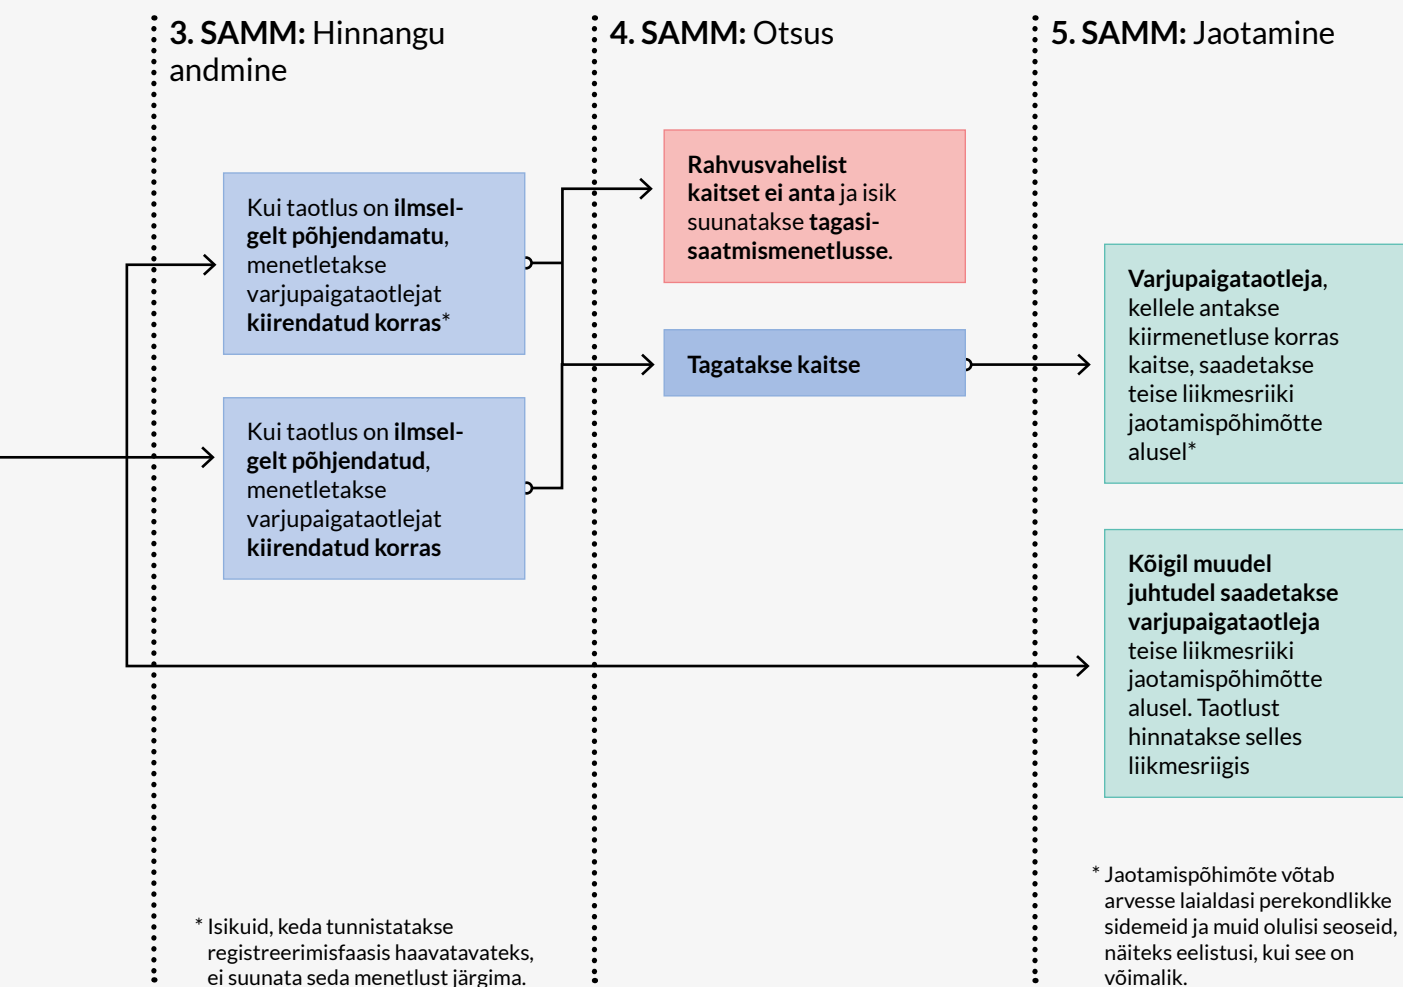 3. SAMM: Hinnangu
andmine
Kui taotlus on ilmsel-
gelt põhjendamatu,
menetletakse
varjupaigataotlejat
kiirendatud korras*
Kui taotlus on ilmsel-
gelt põhjendatud,
menetletakse
varjupaigataotlejat
kiirendatud korras
* Isikuid, keda tunnistatakse
registreerimisfaasis haavatavateks,
ei suunata seda menetlust järgima.
4. SAMM: Otsus
Rahvusvahelist
kaitset ei anta ja isik
suunatakse tagasi-
saatmismenetlusse.
Tagatakse kaitse
5. SAMM: Jaotamine
Varjupaigataotleja,
kellele antakse
kiirmenetluse korras
kaitse, saadetakse
teise liikmesriiki
jaotamispõhimõtte
alusel*
Kõigil muudel
juhtudel saadetakse
varjupaigataotleja
teise liikmesriiki
jaotamispõhimõtte
alusel. Taotlust
hinnatakse selles
liikmesriigis
* Jaotamispõhimõte võtab
arvesse laialdasi perekondlikke
sidemeid ja muid olulisi seoseid,
näiteks eelistusi, kui see on
võimalik.